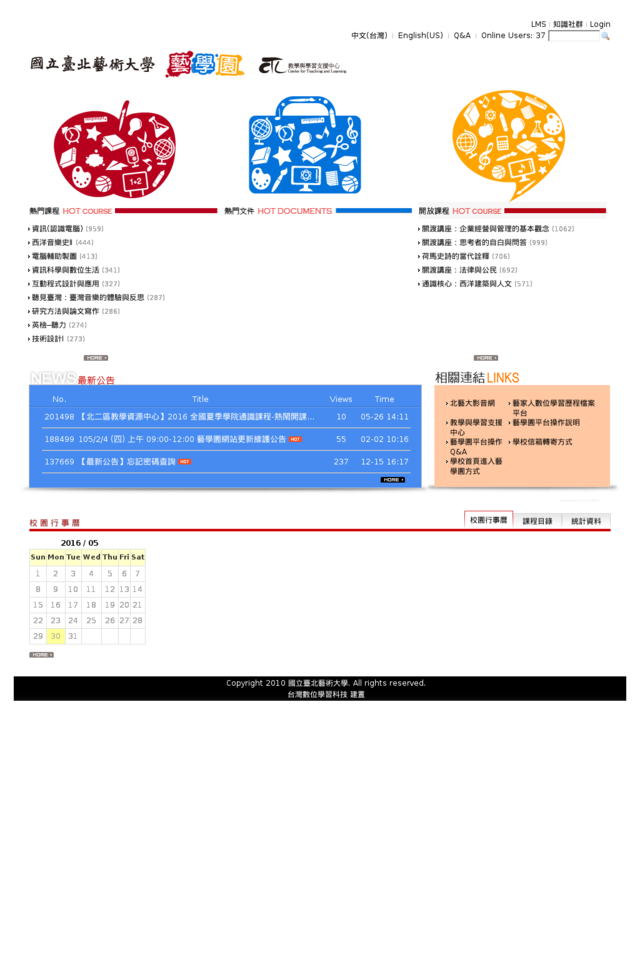 LMS | 知識社群 | Login
中文(台灣) | English(US) | Q&A | Online Users: 37
國立臺北藝術大學 藝學園 CTL 教學與學習支援中心
Center for Teaching and Learning
1+2
熱門課程 HOT COURSE
熱門文件 HOT DOCUMENTS
開放課程 HOT COURSE
資訊(認識電腦) (959)
西洋音樂史II (444)
電腦輔助製圖 (413)
資訊科學與數位生活 (341)
互動程式設計與應用 (327)
聽見臺灣：臺灣音樂的體驗與反思 (287)
研究方法與論文寫作 (286)
英檢—聽力 (274)
技術設計I (273)
MORE
關渡講座：企業經營與管理的基本觀念 (1062)
關渡講座：思考者的自白與問答 (999)
荷馬史詩的當代詮釋 (706)
關渡講座：法律與公民 (692)
通識核心：西洋建築與人文 (571)
MORE
NEWS 最新公告
No. Title Views Time
201498 【北二區教學資源中心】2016 全國夏季學院通識課程-熱鬧開課... 10 05-26 14:11
188499 105/2/4 (四) 上午 09:00-12:00 藝學園網站更新維護公告 HOT 55 02-02 10:16
137669 【最新公告】忘記密碼查詢 HOT 237 12-15 16:17
MORE
相關連結 LINKS
北藝大影音網
藝家人數位學習歷程檔案
平台
教學與學習支援
中心
藝學園平台操作說明
藝學園平台操作
Q&A
學校信箱轉寄方式
學校首頁進入藝
學園方式
校園行事曆
校園行事曆 課程目錄 統計資料
2016 / 05
Sun Mon Tue Wed Thu Fri Sat
1 2 3 4 5 6 7
8 9 10 11 12 13 14
15 16 17 18 19 20 21
22 23 24 25 26 27 28
29 30 31
MORE
Copyright 2010 國立臺北藝術大學. All rights reserved.
台灣數位學習科技 建置